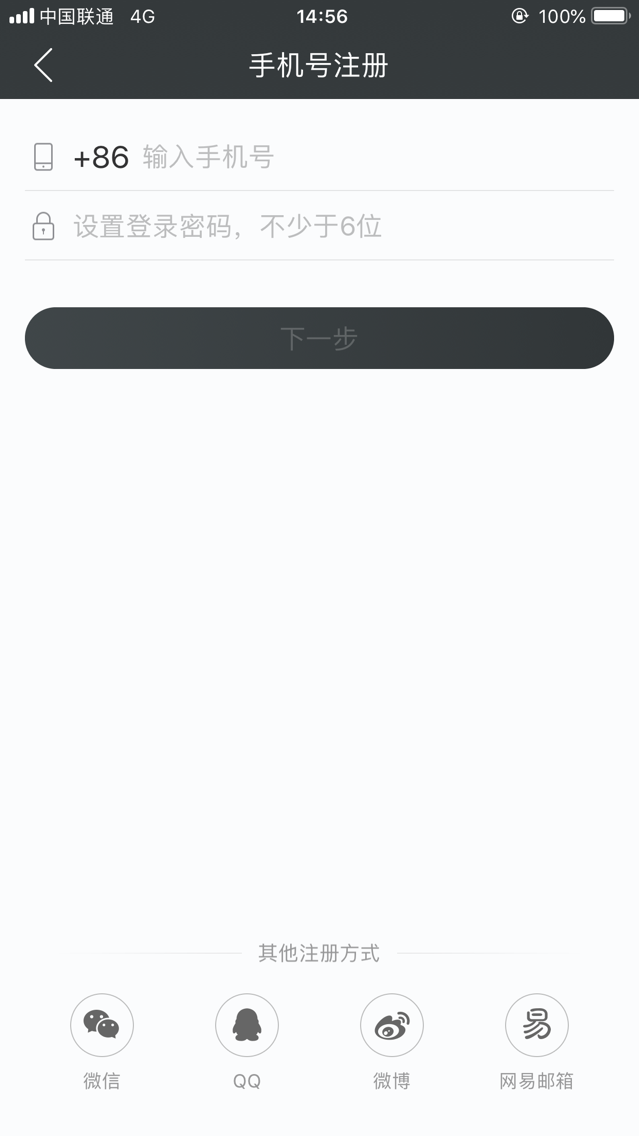 中国联通 4G 14:56 100%
手机号注册
+86 输入手机号
设置登录密码，不少于6位
下一步
其他注册方式
易
微信 QQ 微博 网易邮箱